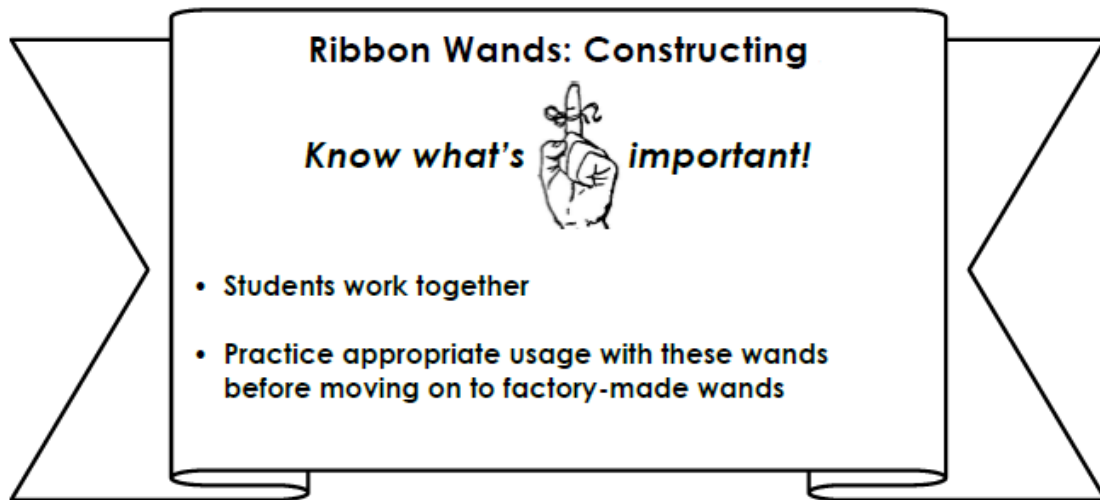 Ribbon Wands: Constructing
Know what's important!
• Students work together
• Practice appropriate usage with these wands
before moving on to factory-made wands